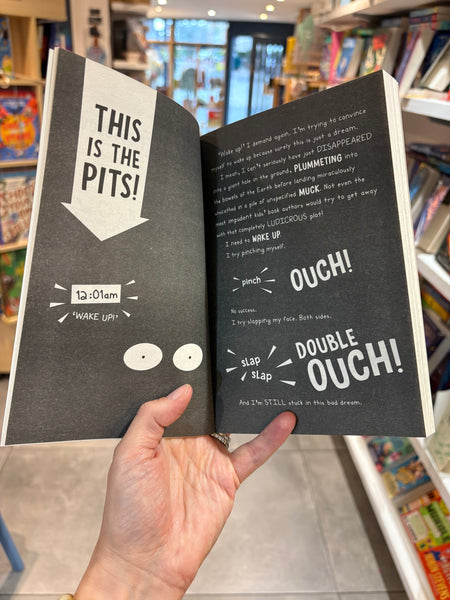 THIS
IS THE
PITS!
12:01am
'WAKE UP!'
"Wake up!" I demand again. I'm trying to convince
myself to wake up because surely this is just a dream.
I mean, I can't seriously have just DISAPPEARED
into a giant hole in the ground, PLUMMETING into
the bowels of the Earth before landing miraculously
unscathed in a pile of unspecified MUCK. Not even the
most impudent kids' book authors would try to get away
with that completely LUDICROUS plot!
I need to WAKE UP.
I try pinching myself.
pinch
OUCH!
No success.
I try slapping my face. Both sides.
slap
slap
DOUBLE
OUCH!
And I'm STILL stuck in this bad dream.